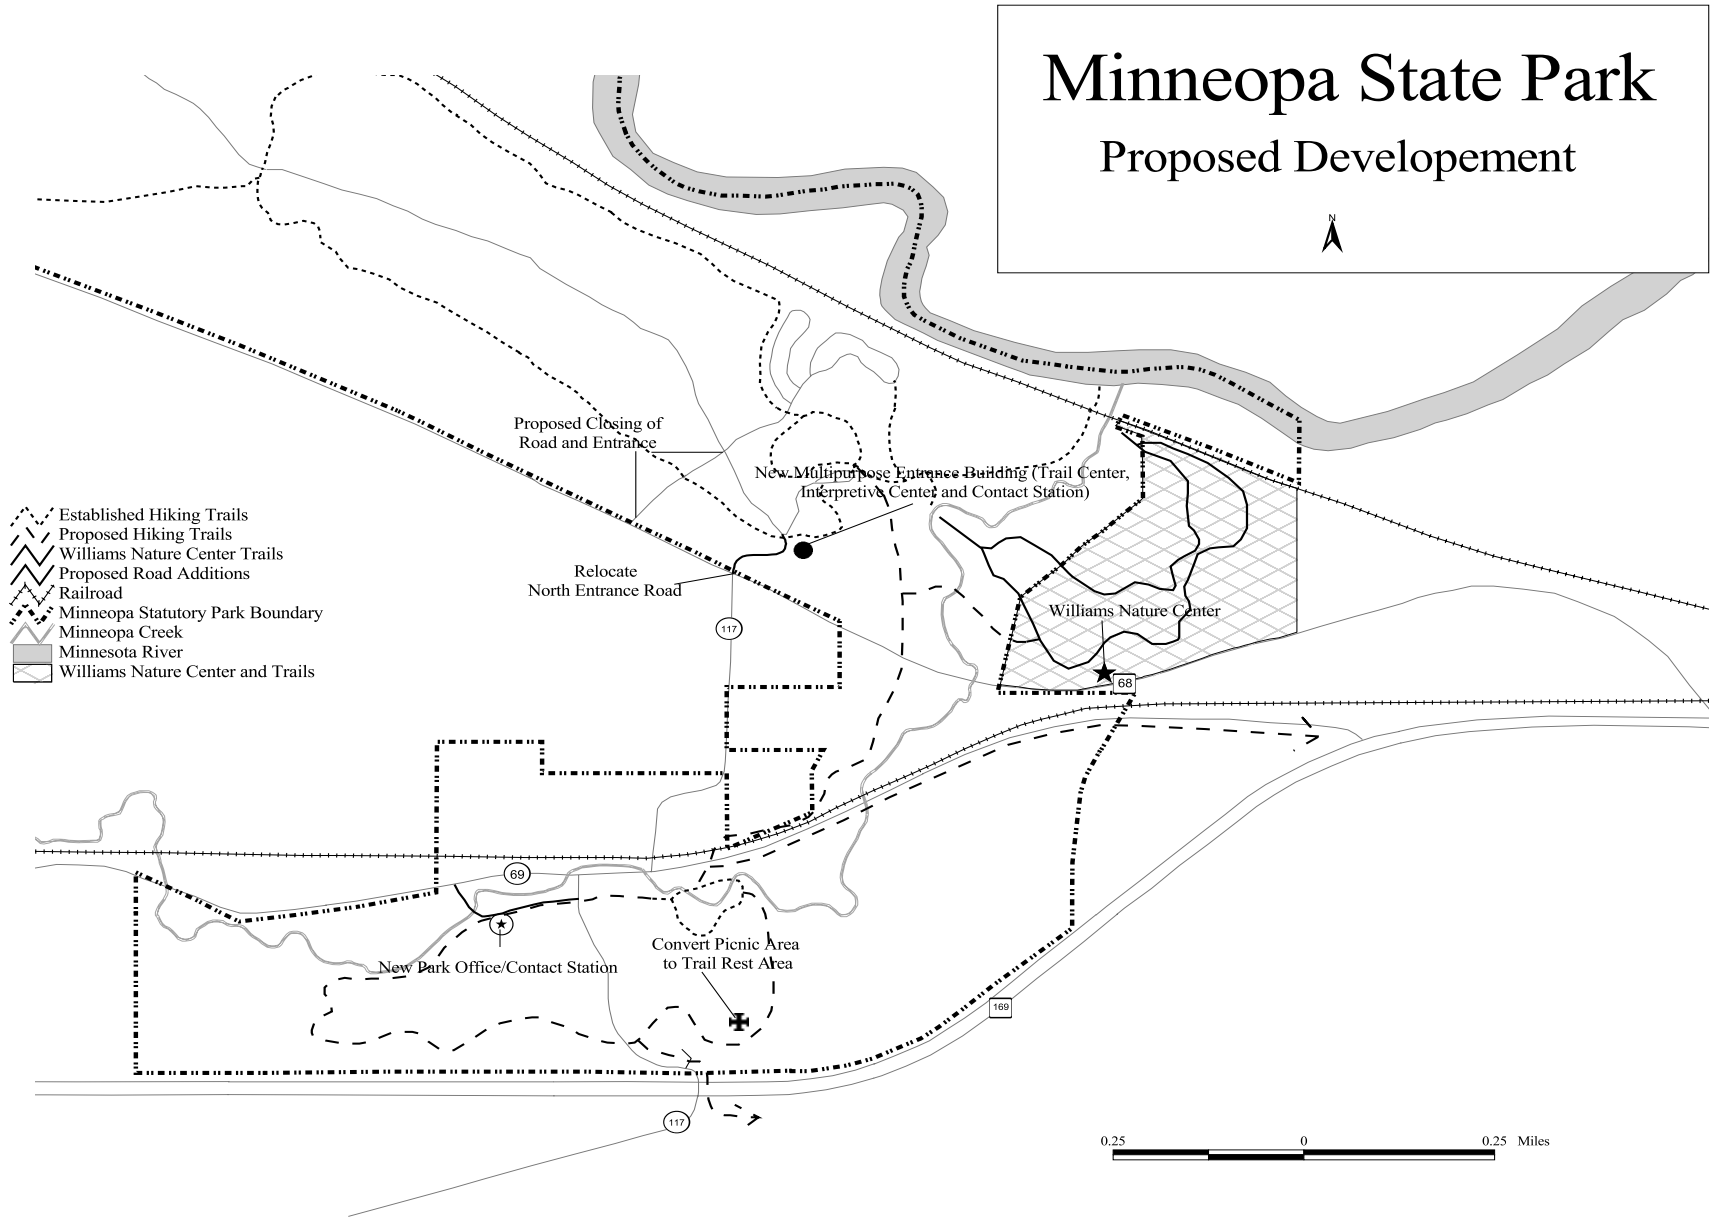 Minneopa State Park
Proposed Developement
N
Proposed Closing of
Road and Entrance
New Multipurpose Entrance Building (Trail Center,
Interpretive Center and Contact Station)
Established Hiking Trails
Proposed Hiking Trails
Williams Nature Center Trails
Proposed Road Additions
Railroad
Minneopa Statutory Park Boundary
Minneopa Creek
Minnesota River
Williams Nature Center and Trails
Relocate
North Entrance Road
117
Williams Nature Center
68
69
New Park Office/Contact Station
Convert Picnic Area
to Trail Rest Area
169
117
0.25 0 0.25 Miles